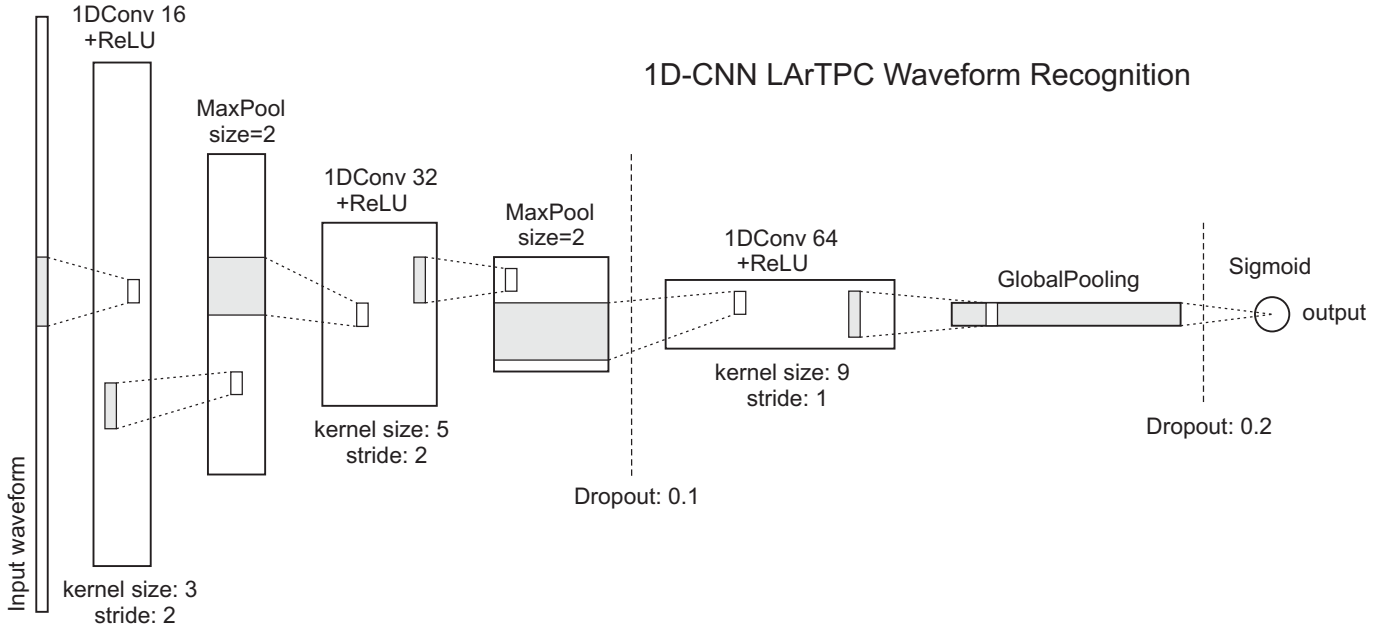 1DConv 16
+ReLU
1D-CNN LArTPC Waveform Recognition
MaxPool
size=2
1DConv 32
+ReLU
MaxPool
size=2
1DConv 64
+ReLU
GlobalPooling
Sigmoid
output
kernel size: 9
stride: 1
kernel size: 5
stride: 2
Dropout: 0.2
Dropout: 0.1
Input waveform
kernel size: 3
stride: 2